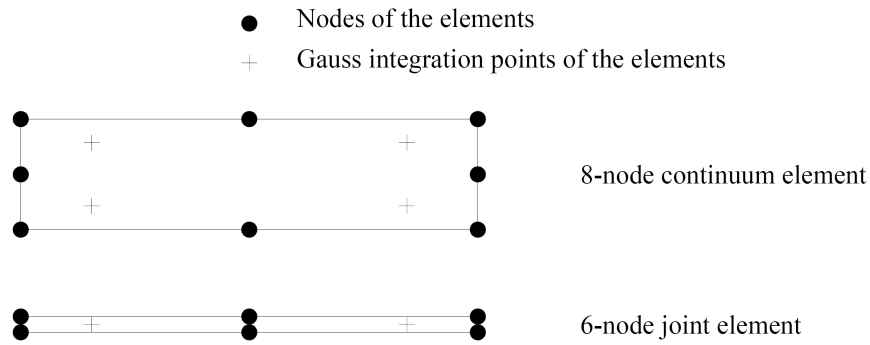 Nodes of the elements
Gauss integration points of the elements
8-node continuum element
6-node joint element